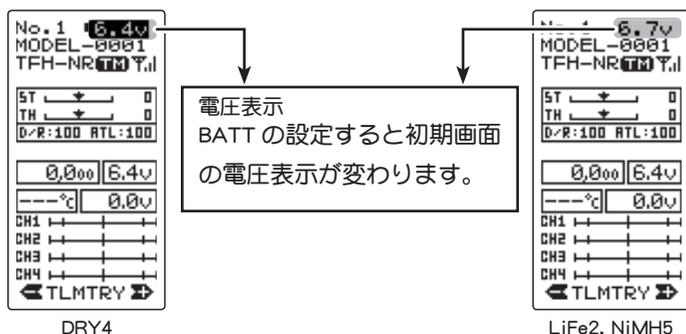 No.1 6.4v
MODEL-0001
TFH-NR TM
ST 0
TH 0
D/R:100 ATL:100
0,000 6.4v
---℃ 0.0v
CH1
CH2
CH3
CH4
TLMTRY
DRY4
電圧表示
BATT の設定すると初期画面
の電圧表示が変わります。
6.7v
MODEL-0001
TFH-NR TM
ST 0
TH 0
D/R:100 ATL:100
0,000 6.4v
---℃ 0.0v
CH1
CH2
CH3
CH4
TLMTRY
LiFe2, NiMH5